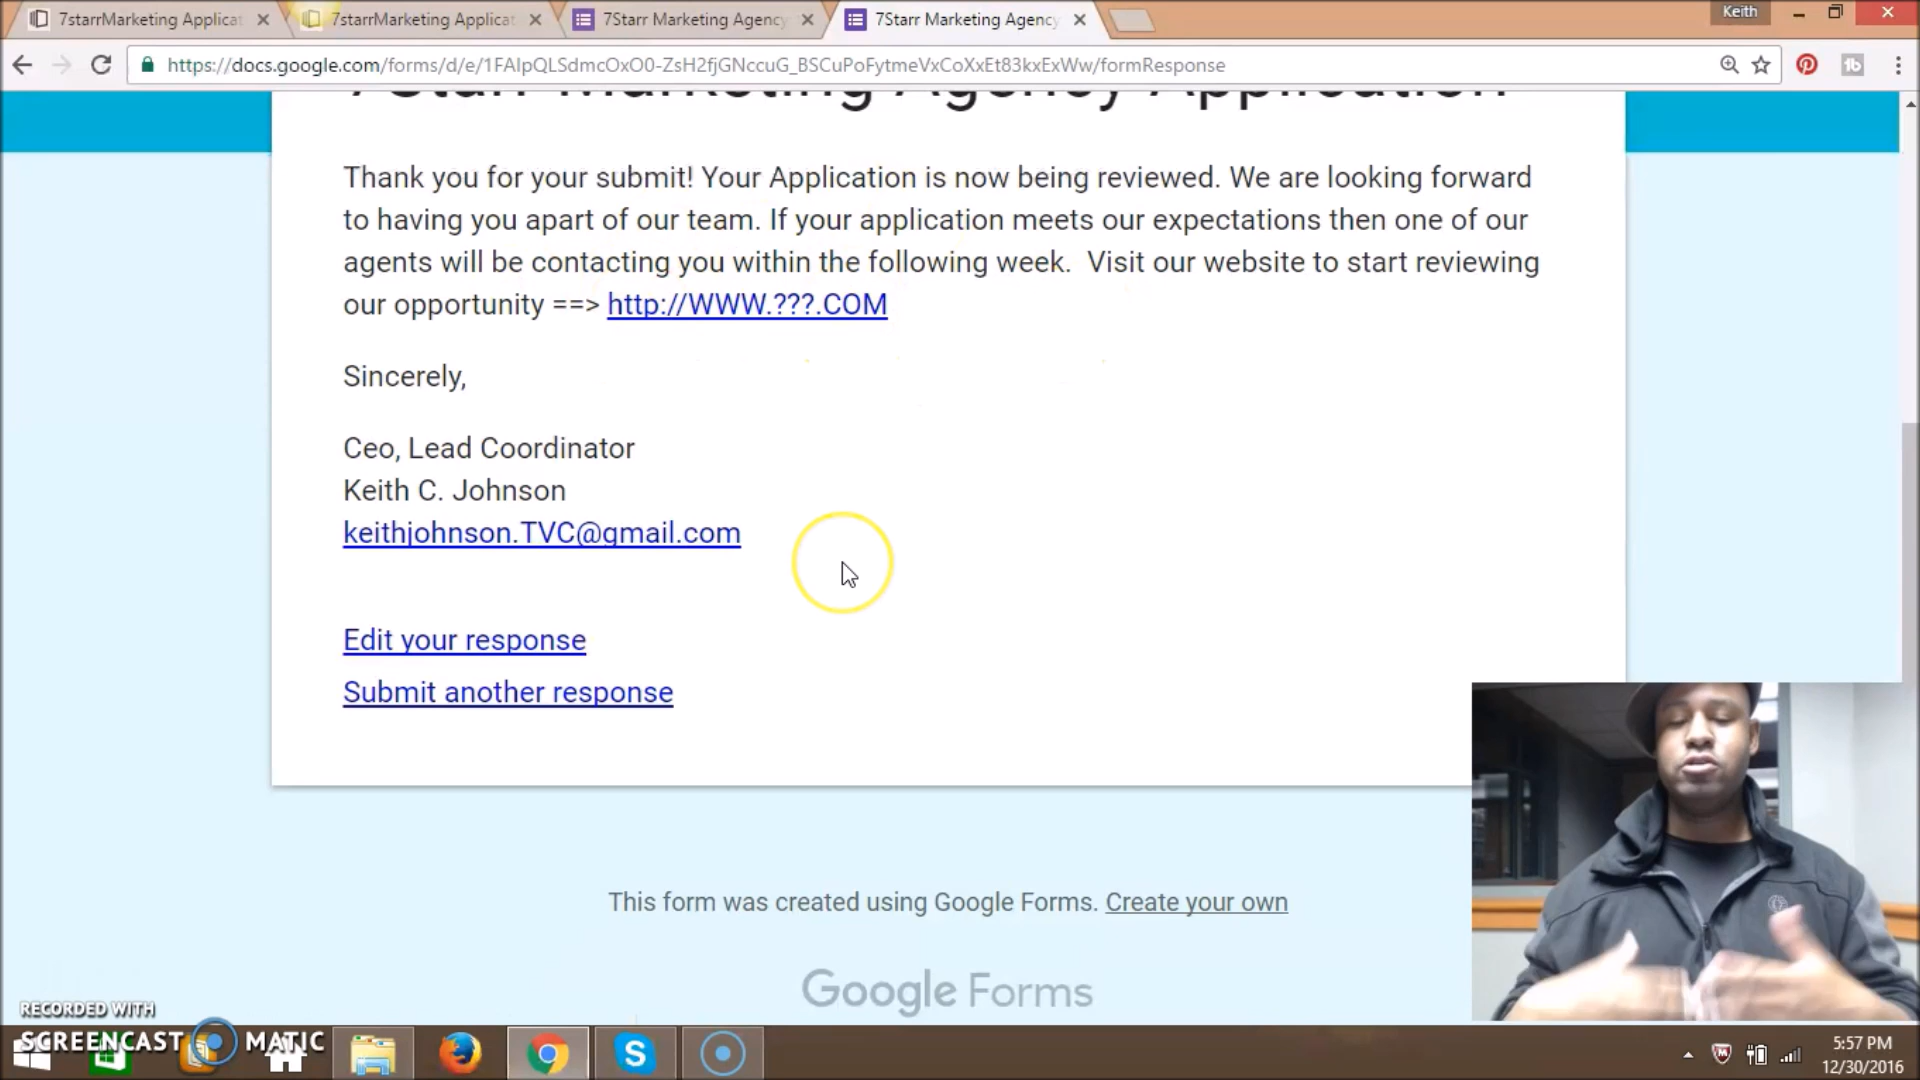 7starrMarketing Applicat
7starrMarketing Applicat
7Starr Marketing Agency
7Starr Marketing Agency
Keith
https://docs.google.com/forms/d/e/1FAIpQLSdmcOxO0-ZsH2fjGNccuG_BSCuPoFytmeVxCoXxEt83kxExWw/formResponse
7Starr Marketing Agency Application
Thank you for your submit! Your Application is now being reviewed. We are looking forward
to having you apart of our team. If your application meets our expectations then one of our
agents will be contacting you within the following week.  Visit our website to start reviewing
our opportunity ==> http://WWW.???.COM
Sincerely,
Ceo, Lead Coordinator
Keith C. Johnson
keithjohnson.TVC@gmail.com
Edit your response
Submit another response
This form was created using Google Forms. Create your own
Google Forms
RECORDED WITH
SCREENCAST MATIC
5:57 PM
12/30/2016